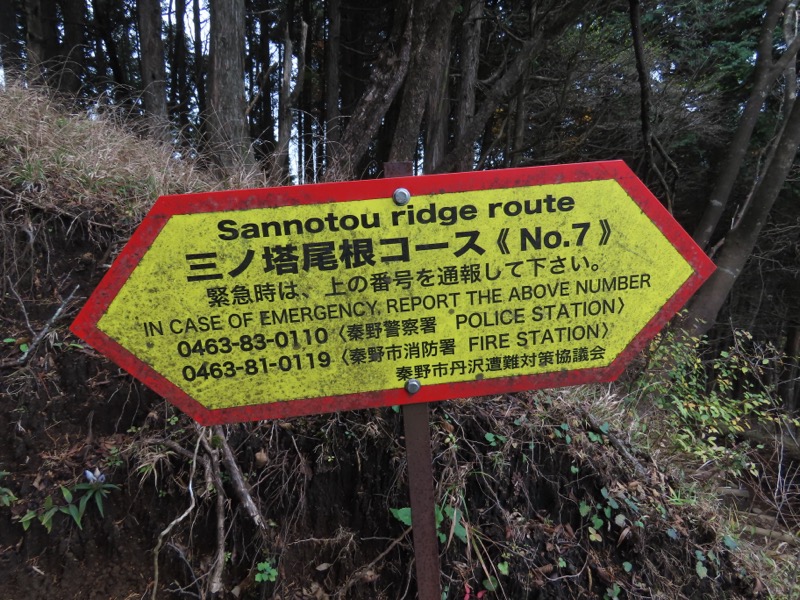 Sannotou ridge route
三ノ塔尾根コース《No.7》
緊急時は、上の番号を通報して下さい。
IN CASE OF EMERGENCY, REPORT THE ABOVE NUMBER
0463-83-0110〈秦野警察署 POLICE STATION〉
0463-81-0119〈秦野市消防署 FIRE STATION〉
秦野市丹沢遭難対策協議会